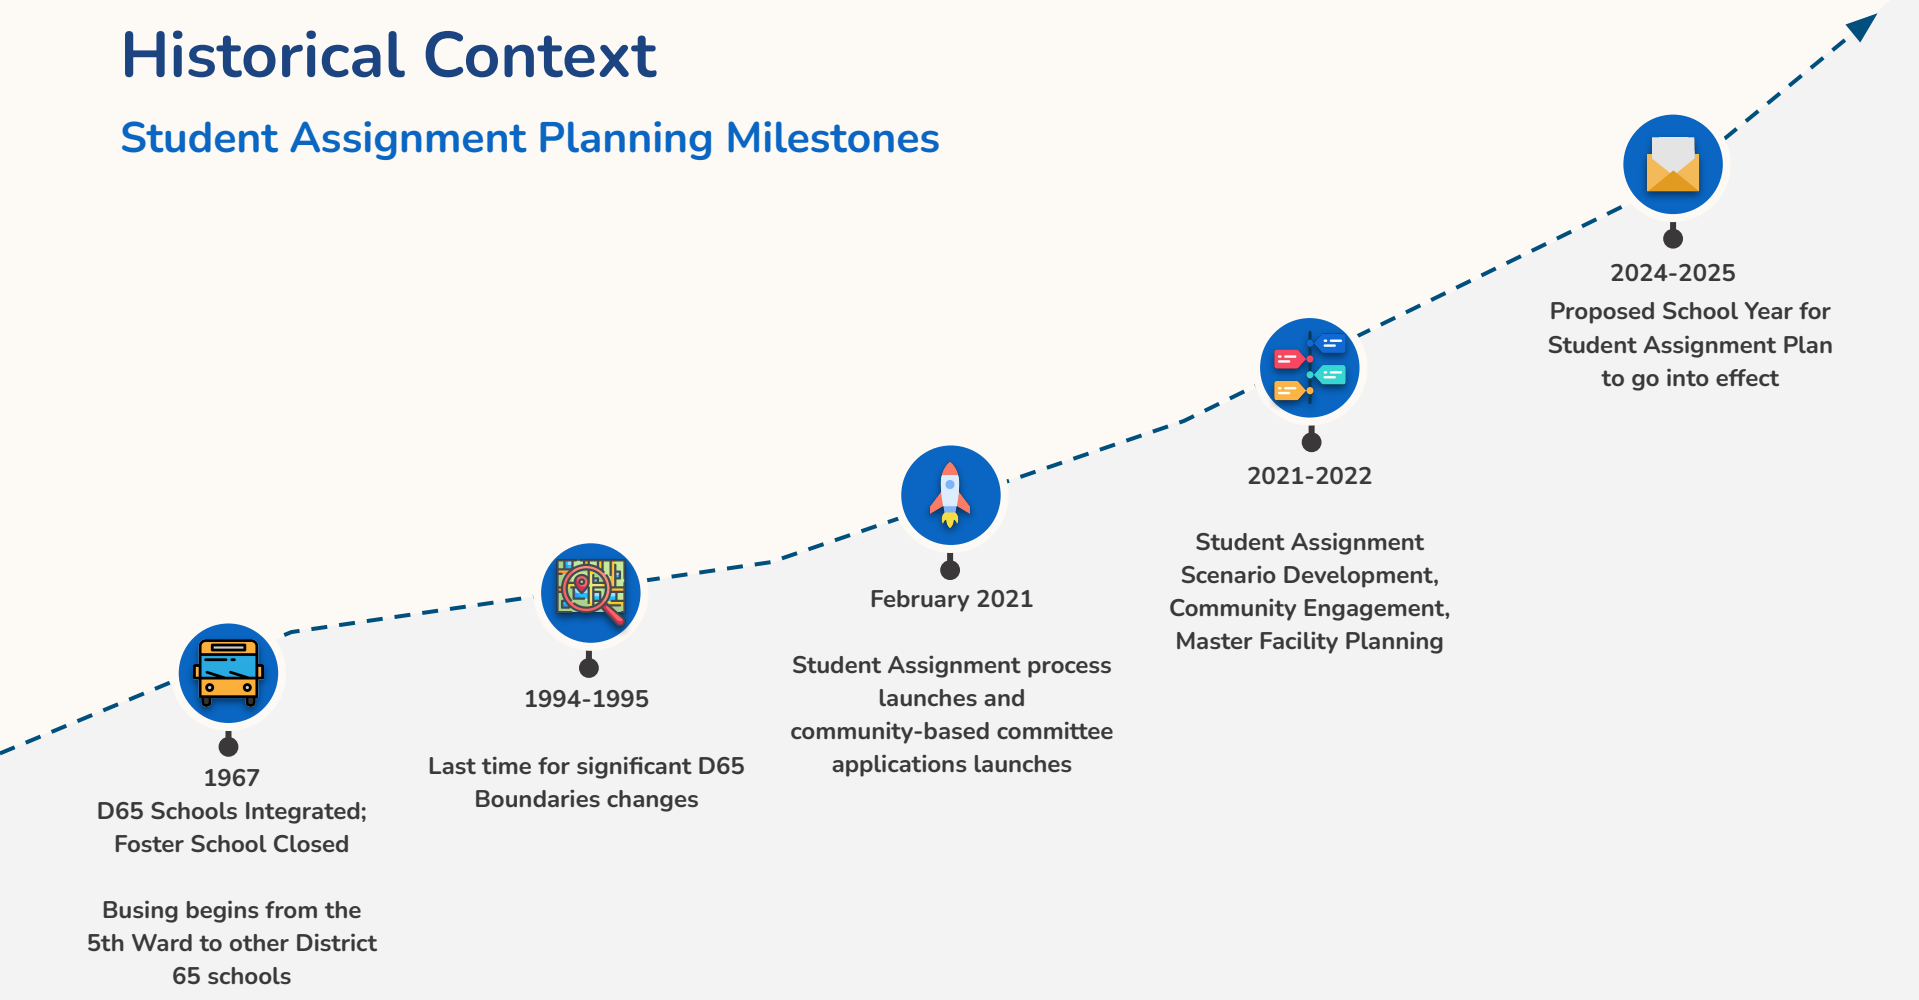 Historical Context
Student Assignment Planning Milestones
1967
D65 Schools Integrated;
Foster School Closed
Busing begins from the
5th Ward to other District
65 schools
1994-1995
Last time for significant D65
Boundaries changes
February 2021
Student Assignment process
launches and
community-based committee
applications launches
2021-2022
Student Assignment
Scenario Development,
Community Engagement,
Master Facility Planning
2024-2025
Proposed School Year for
Student Assignment Plan
to go into effect